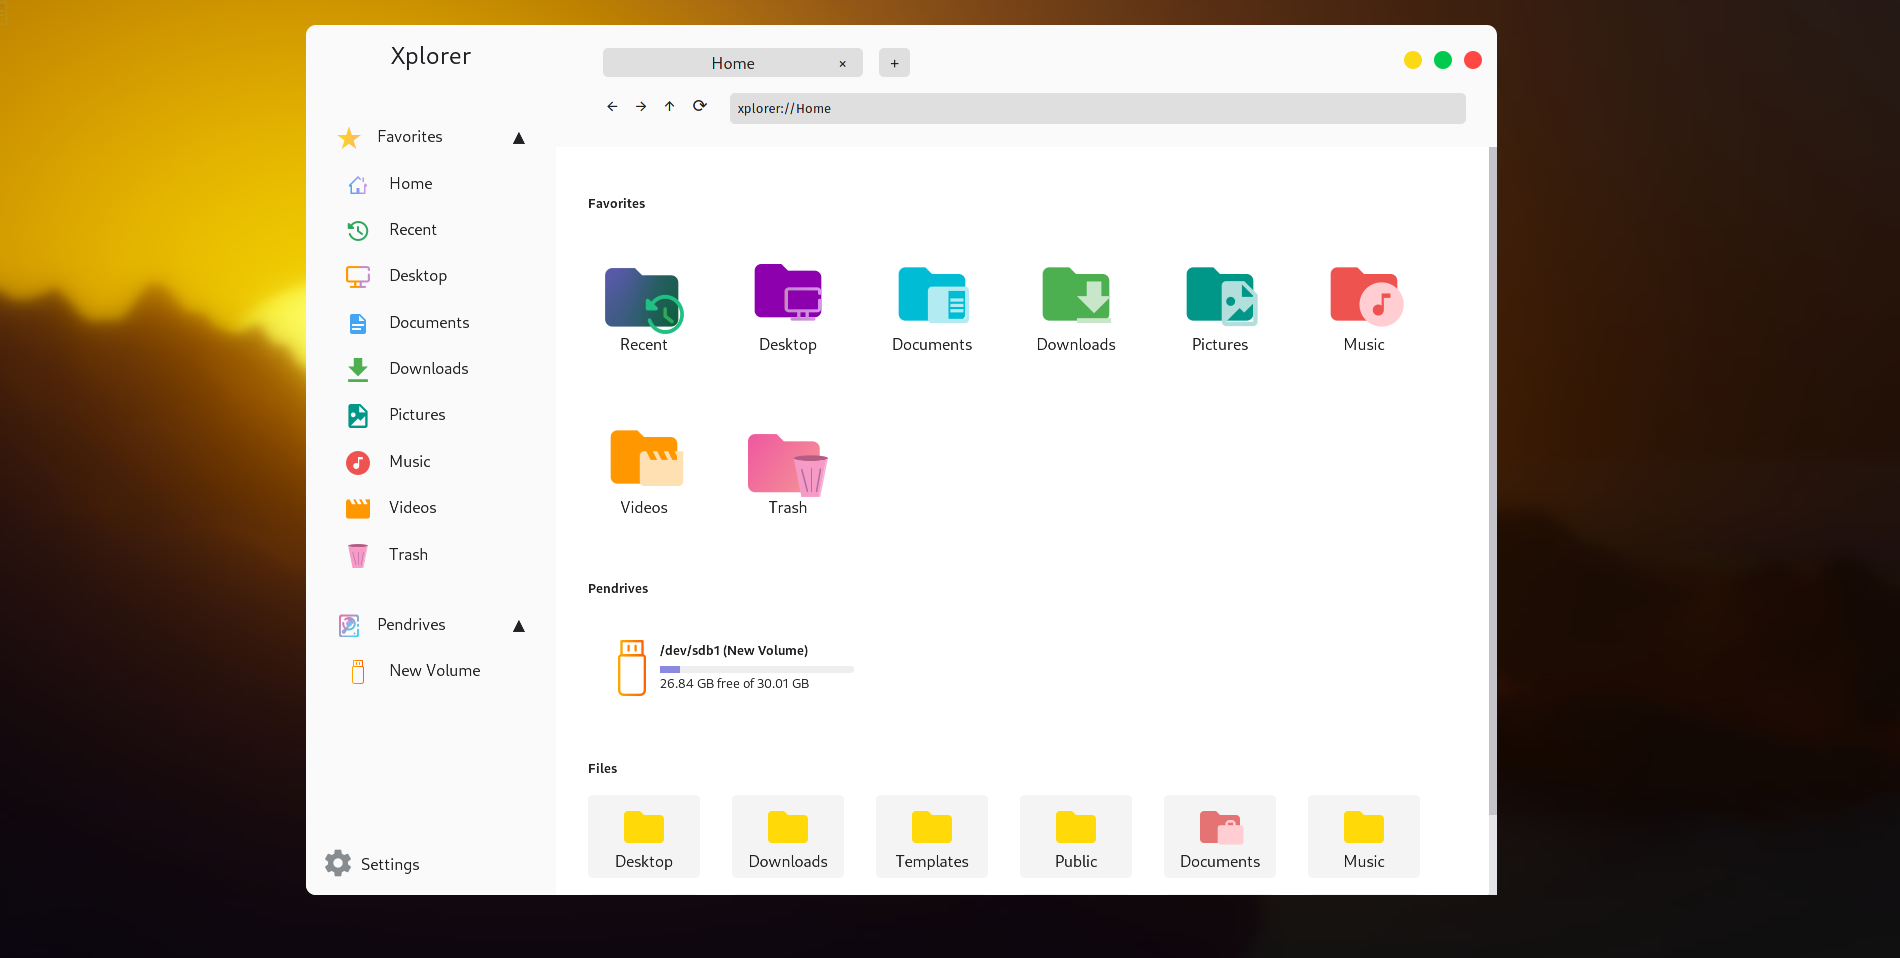 Xplorer
Home ×
+
xplorer://Home
Favorites
Home
Recent
Desktop
Documents
Downloads
Pictures
Music
Videos
Trash
Pendrives
New Volume
Settings
Favorites
Recent Desktop Documents Downloads Pictures Music
Videos Trash
Pendrives
/dev/sdb1 (New Volume)
26.84 GB free of 30.01 GB
Files
Desktop Downloads Templates Public Documents Music